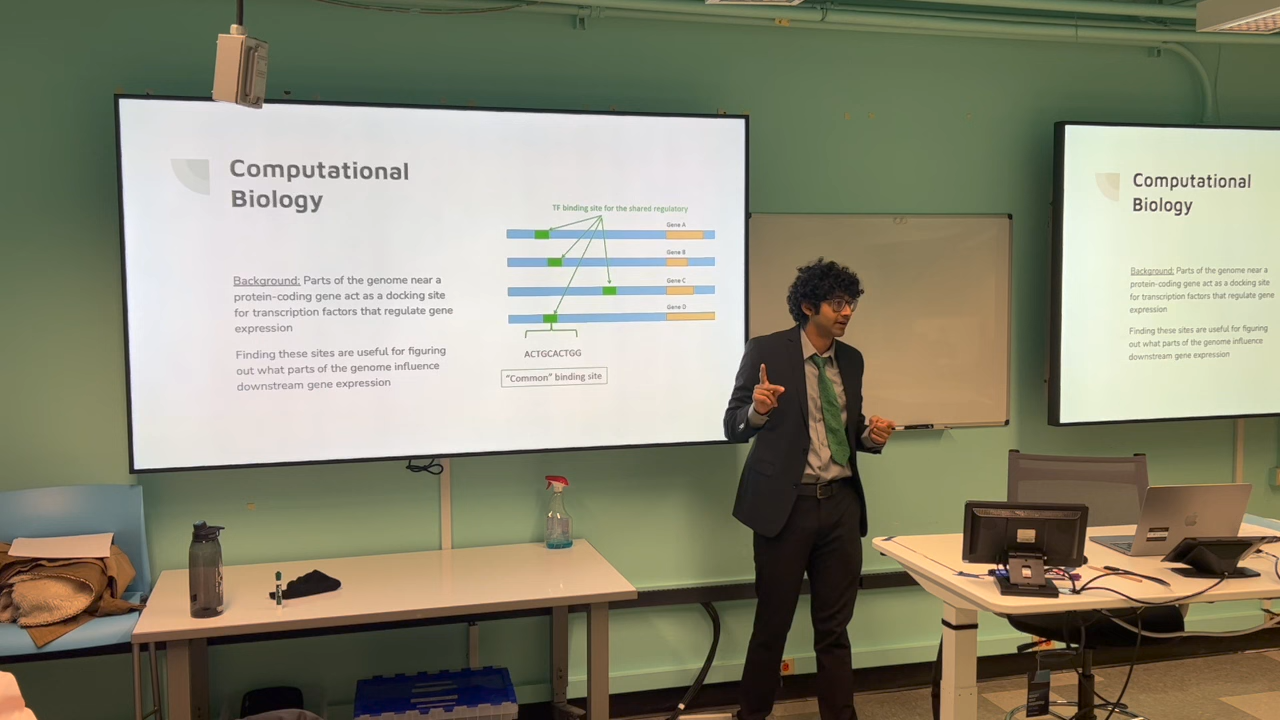 Computational
Biology
Background: Parts of the genome near a
protein-coding gene act as a docking site
for transcription factors that regulate gene
expression
Finding these sites are useful for figuring
out what parts of the genome influence
downstream gene expression
TF binding site for the shared regulatory
Gene A
Gene B
Gene C
Gene D
ACTGCACTGG
"Common" binding site
Computational
Biology
Background: Parts of the genome near a
protein-coding gene act as a docking site
for transcription factors that regulate gene
expression
Finding these sites are useful for figuring
out what parts of the genome influence
downstream gene expression